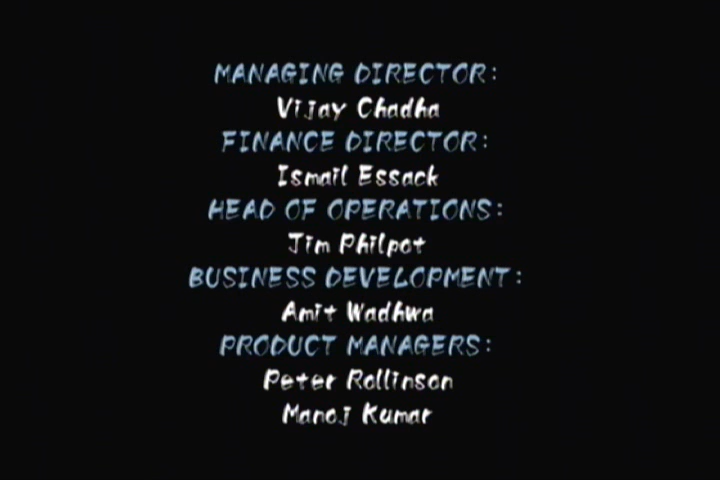 MANAGING DIRECTOR:
Vijay Chadha
FINANCE DIRECTOR:
Ismail Essack
HEAD OF OPERATIONS:
Jim Philpot
BUSINESS DEVELOPMENT:
Amit Wadhwa
PRODUCT MANAGERS:
Peter Rollinson
Manoj Kumar